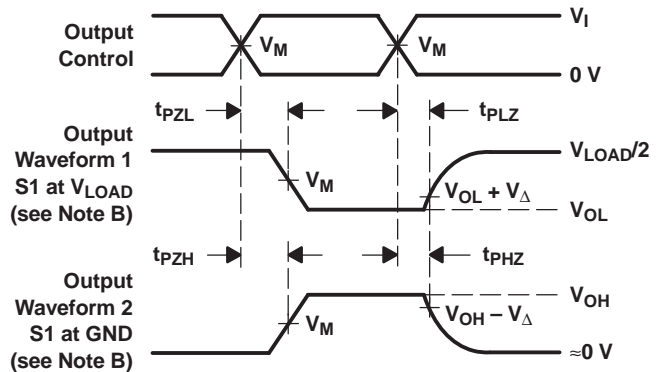 Output
Control
V_M
V_M
V_I
0 V
t_PZL
t_PLZ
Output
Waveform 1
S1 at V_LOAD
(see Note B)
V_M
V_LOAD/2
V_OL + V_Δ
V_OL
t_PZH
t_PHZ
Output
Waveform 2
S1 at GND
(see Note B)
V_M
V_OH
V_OH – V_Δ
≈0 V